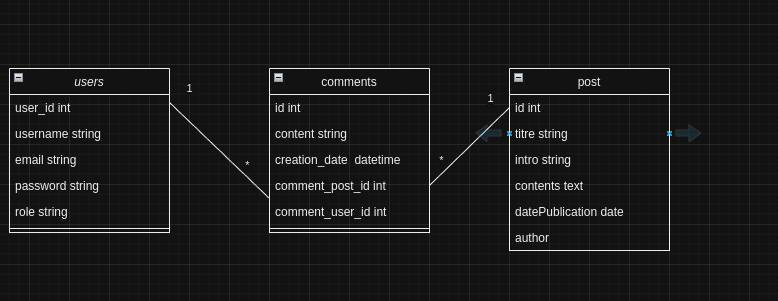 users
user_id int
username string
email string
password string
role string
1
*
comments
id int
content string
creation_date  datetime
comment_post_id int
comment_user_id int
*
1
post
id int
titre string
intro string
contents text
datePublication date
author